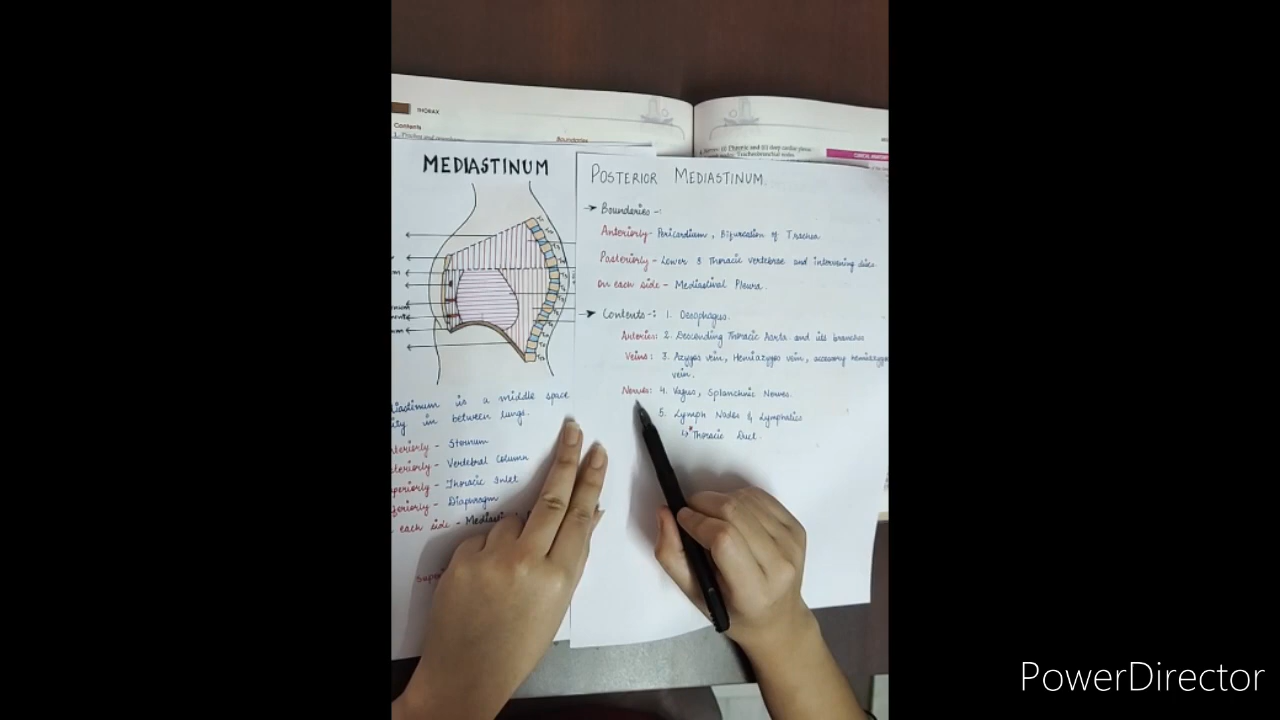 THORAX
Contents
Boundaries
MEDIASTINUM
is a middle space
in between lungs.
Sternum
Vertebral Column
Thoracic Inlet
Diaphragm
each side -
POSTERIOR MEDIASTINUM.
→ Boundaries -:
Anteriorly - Pericardium, Bifurcation of Trachea
Posteriorly - Lower 8 Thoracic vertebrae and intervening discs.
on each side - Mediastinal Pleura.
→ Contents -: 1. Oesophagus.
Arteries: 2. Descending Thoracic Aorta and its branches
Veins: 3. Azygos vein, Hemiazygos vein, accessory hemiazygos
vein.
Nerves: 4. Vagus, Splanchnic Nerves.
5. Lymph Nodes & Lymphatics
↳ *Thoracic Duct.
PowerDirector